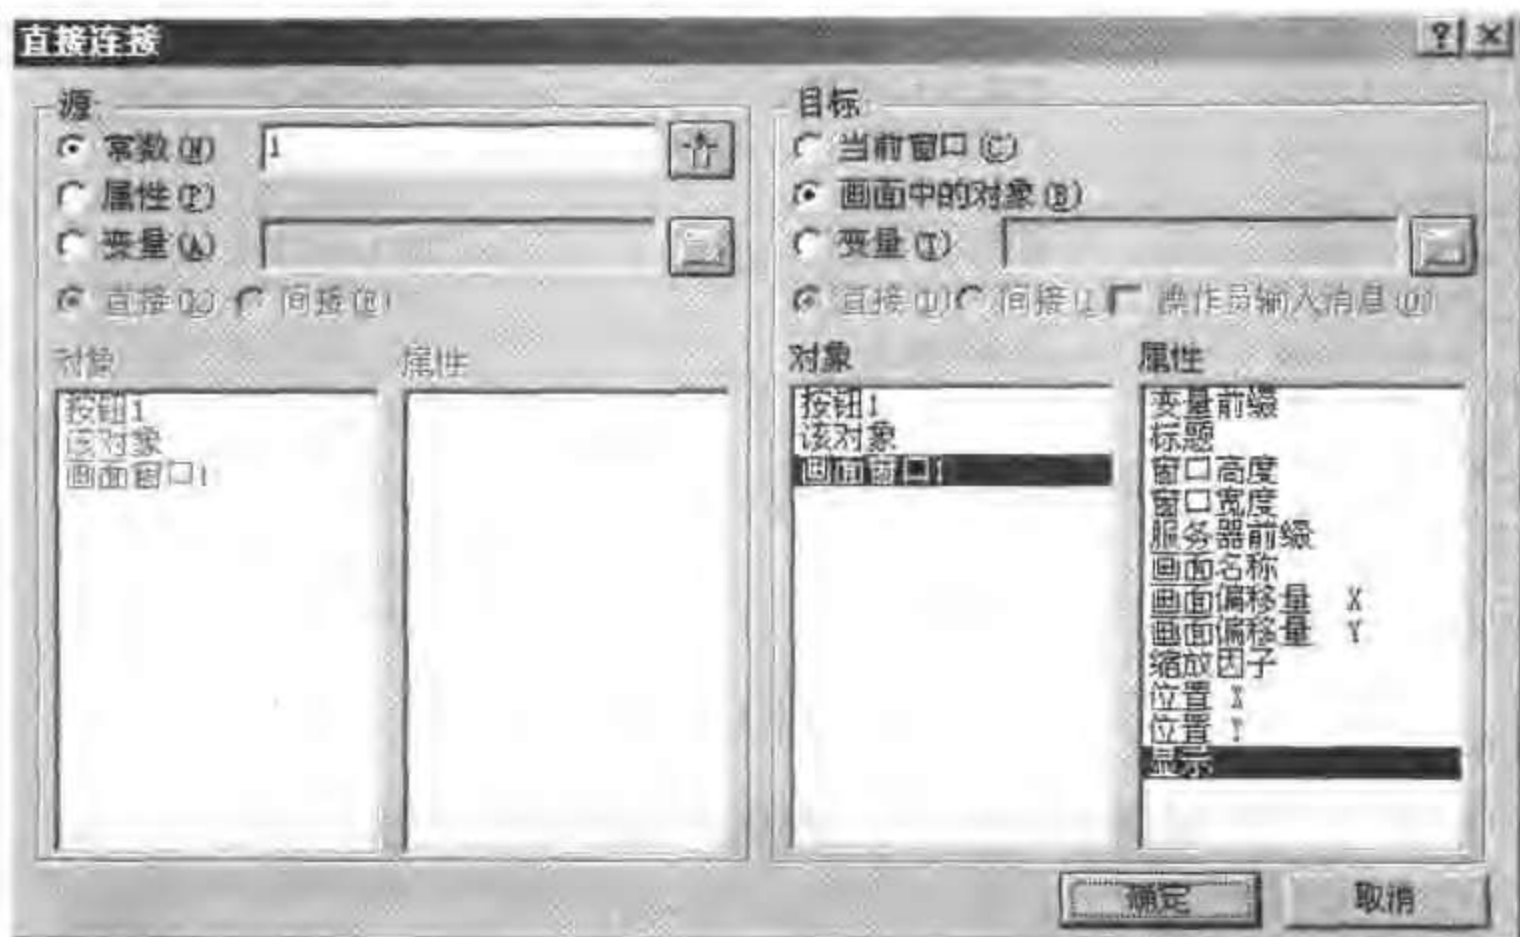 直接连接
源:
常数(N) 1
属性(P)
变量(A)
直接(K) 间接(E)
对象 属性
按钮1
该对象
画面窗口1
目标:
当前窗口(C)
画面中的对象(B)
变量(T)
直接(D) 间接(I 操作员输入消息(O)
对象 属性
按钮1
该对象
画面窗口1
变量前缀
标题
窗口高度
窗口宽度
服务器前缀
画面名称
画面偏移量 X
画面偏移量 Y
缩放因子
位置 X
位置 Y
显示
确定 取消